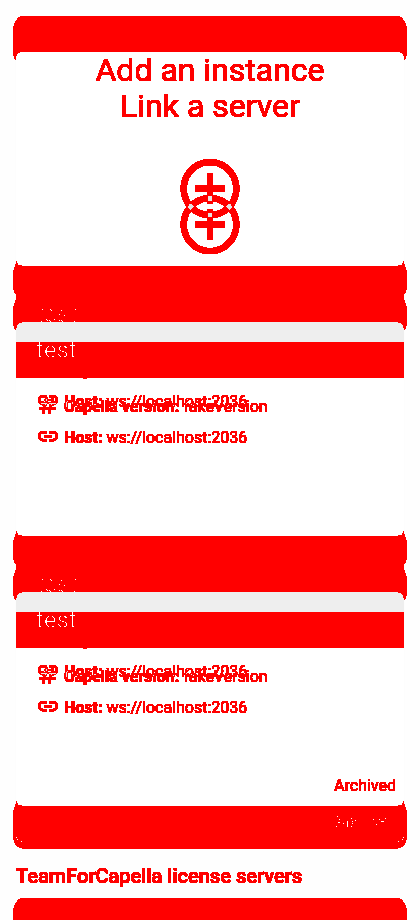 Add an instance
Link a server
test
Host: ws://localhost:2036
Capella version: fakeversion
Host: ws://localhost:2036
test
Host: ws://localhost:2036
Capella version: fakeversion
Host: ws://localhost:2036
Archived
TeamForCapella license servers